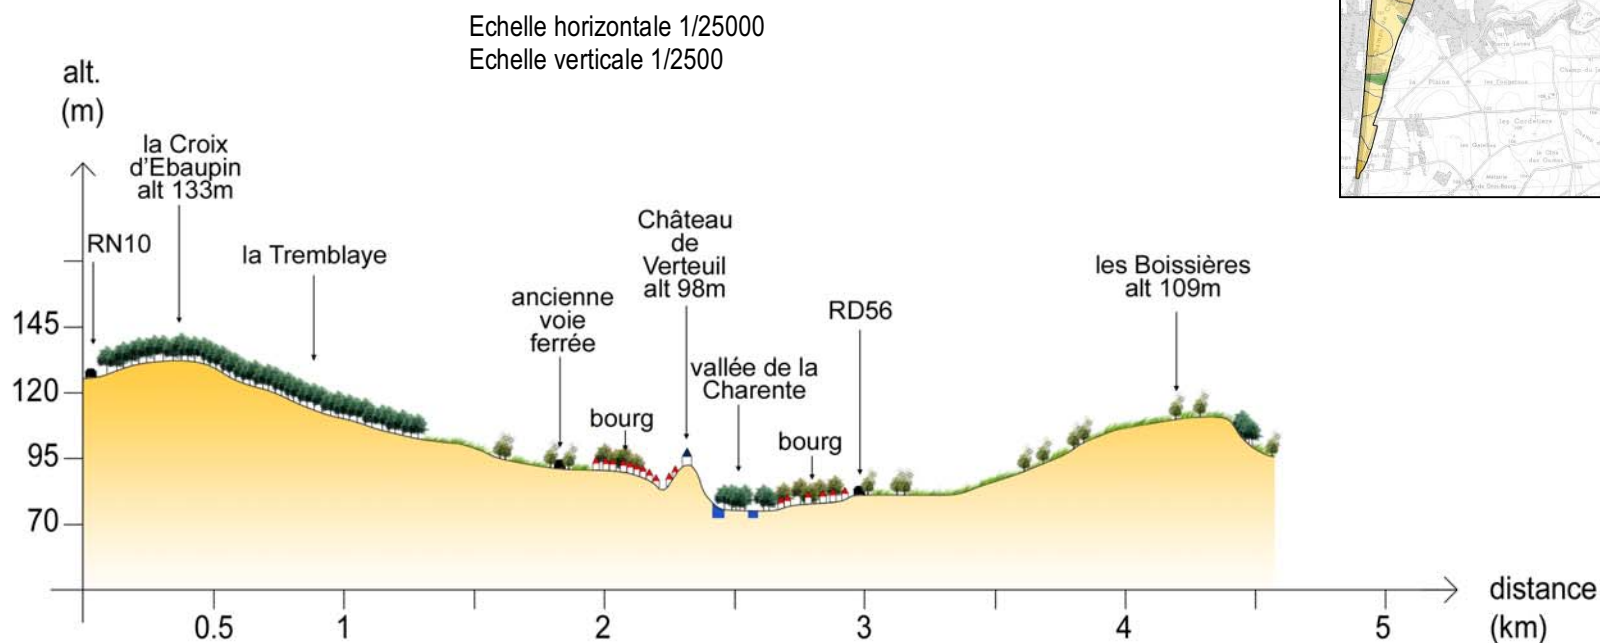 Echelle horizontale 1/25000
Echelle verticale 1/2500
alt.
(m)
la Croix
d'Ebaupin
alt 133m
RN10
la Tremblaye
ancienne
voie
ferrée
bourg
Château
de
Verteuil
alt 98m
vallée de la
Charente
bourg
RD56
les Boissières
alt 109m
145
120
95
70
0.5
1
2
3
4
5
distance
(km)